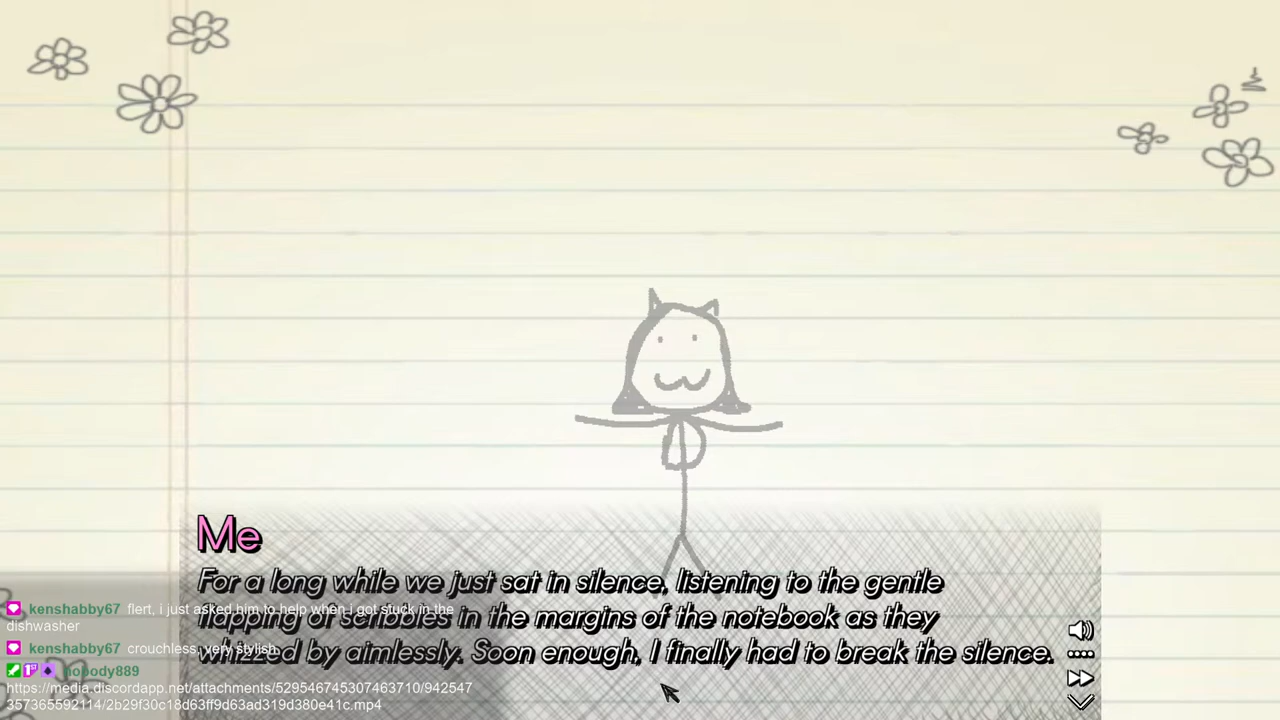 Me
For a long while we just sat in silence, listening to the gentle
flapping of scribbles in the margins of the notebook as they
whizzed by aimlessly. Soon enough, I finally had to break the silence.
kenshabby67 flert, i just asked him to help when i got stuck in the
dishwasher
kenshabby67 crouchless, very stylish
nobody889
https://media.discordapp.net/attachments/529546745307463710/942547
357365592114/2b29f30c18d63ff9d63ad319d380e41c.mp4